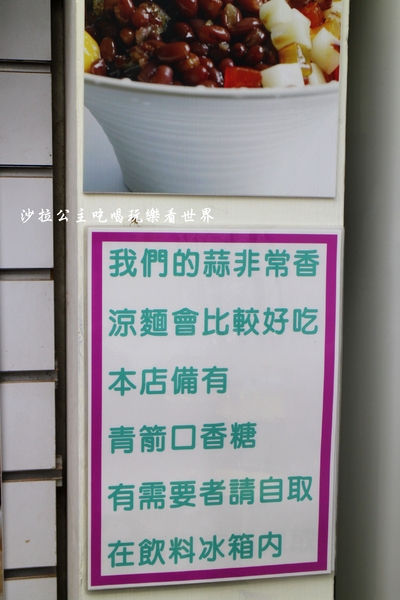 沙拉公主吃喝玩樂看世界
我們的蒜非常香
涼麵會比較好吃
本店備有
青箭口香糖
有需要者請自取
在飲料冰箱内